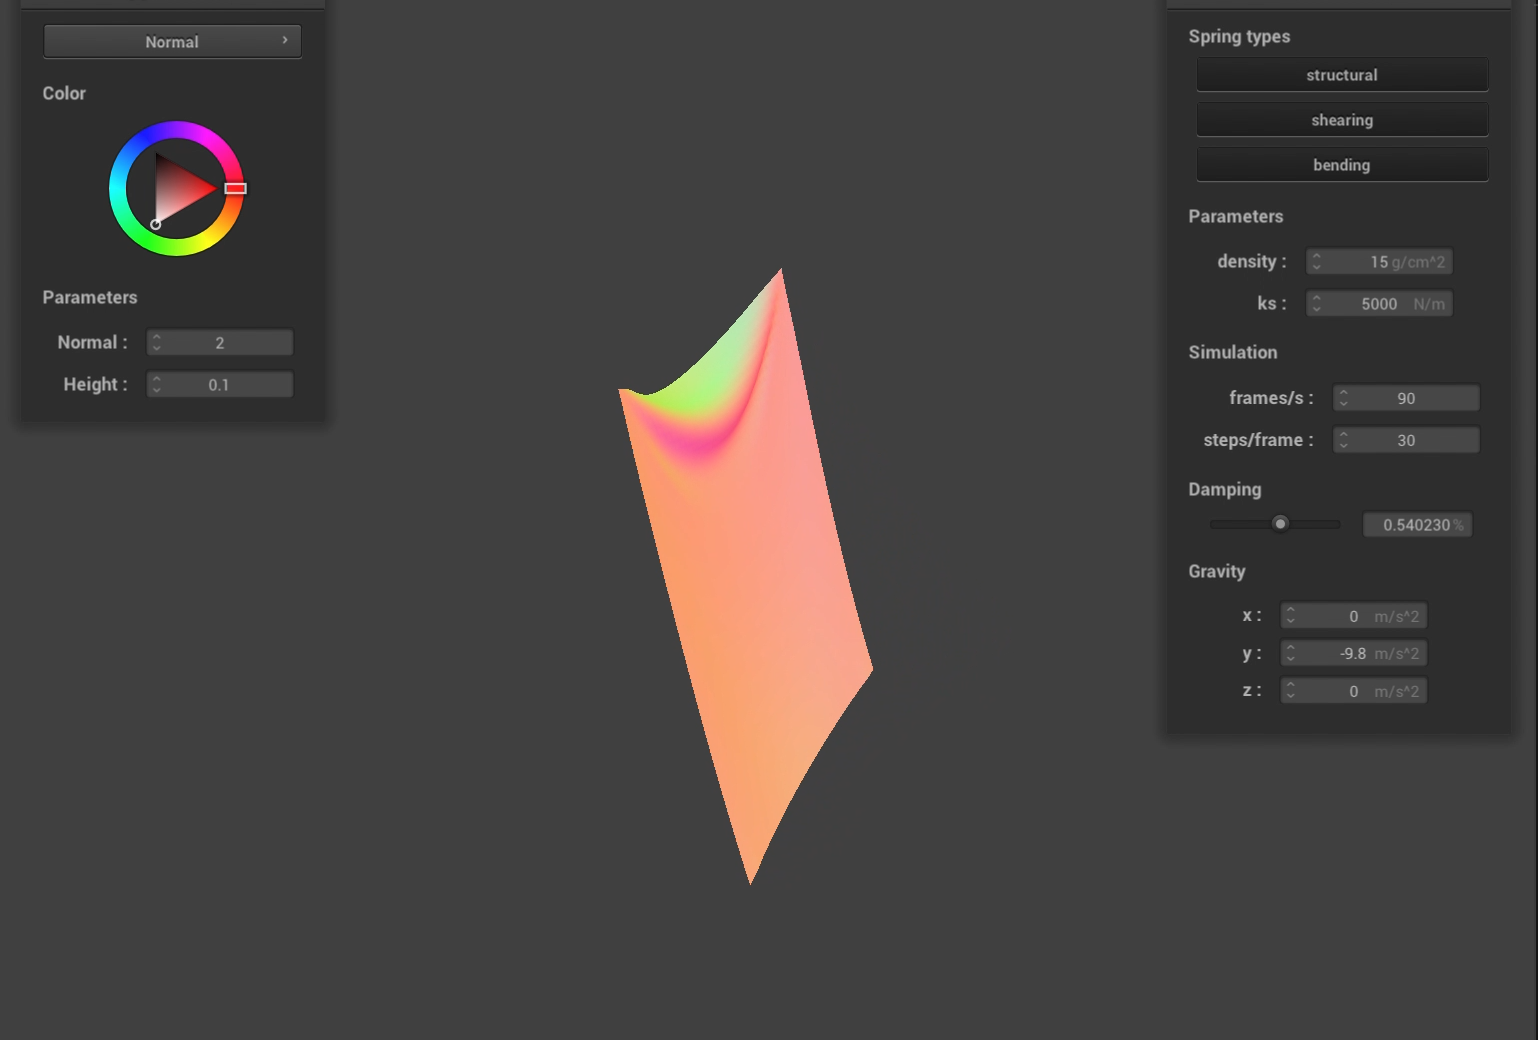 Normal
Color
Parameters
Normal : 2
Height : 0.1
Spring types
structural
shearing
bending
Parameters
density : 15 g/cm^2
ks : 5000 N/m
Simulation
frames/s : 90
steps/frame : 30
Damping
0.540230 %
Gravity
x : 0 m/s^2
y : -9.8 m/s^2
z : 0 m/s^2